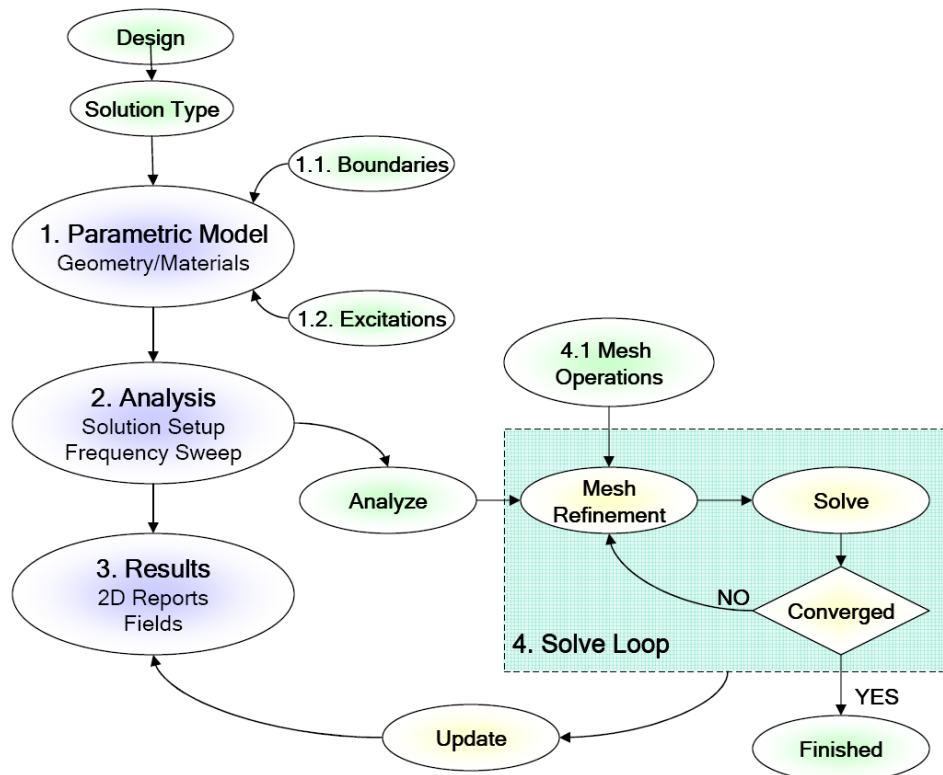 Design
Solution Type
1.1. Boundaries
1. Parametric Model
Geometry/Materials
1.2. Excitations
4.1 Mesh
Operations
2. Analysis
Solution Setup
Frequency Sweep
Analyze
Mesh
Refinement
Solve
3. Results
2D Reports
Fields
NO
Converged
4. Solve Loop
YES
Update
Finished